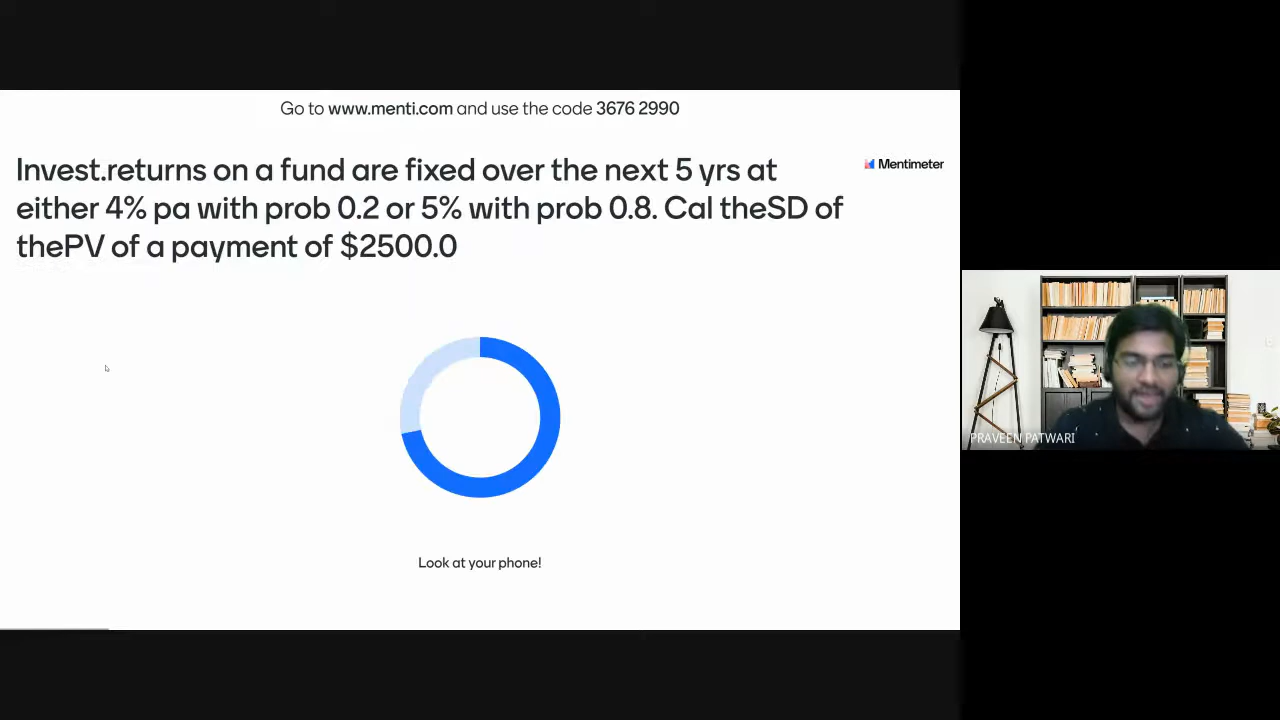 Go to www.menti.com and use the code 3676 2990
Invest.returns on a fund are fixed over the next 5 yrs at
either 4% pa with prob 0.2 or 5% with prob 0.8. Cal theSD of
thePV of a payment of $2500.0
Mentimeter
Look at your phone!
PRAVEEN PATWARI